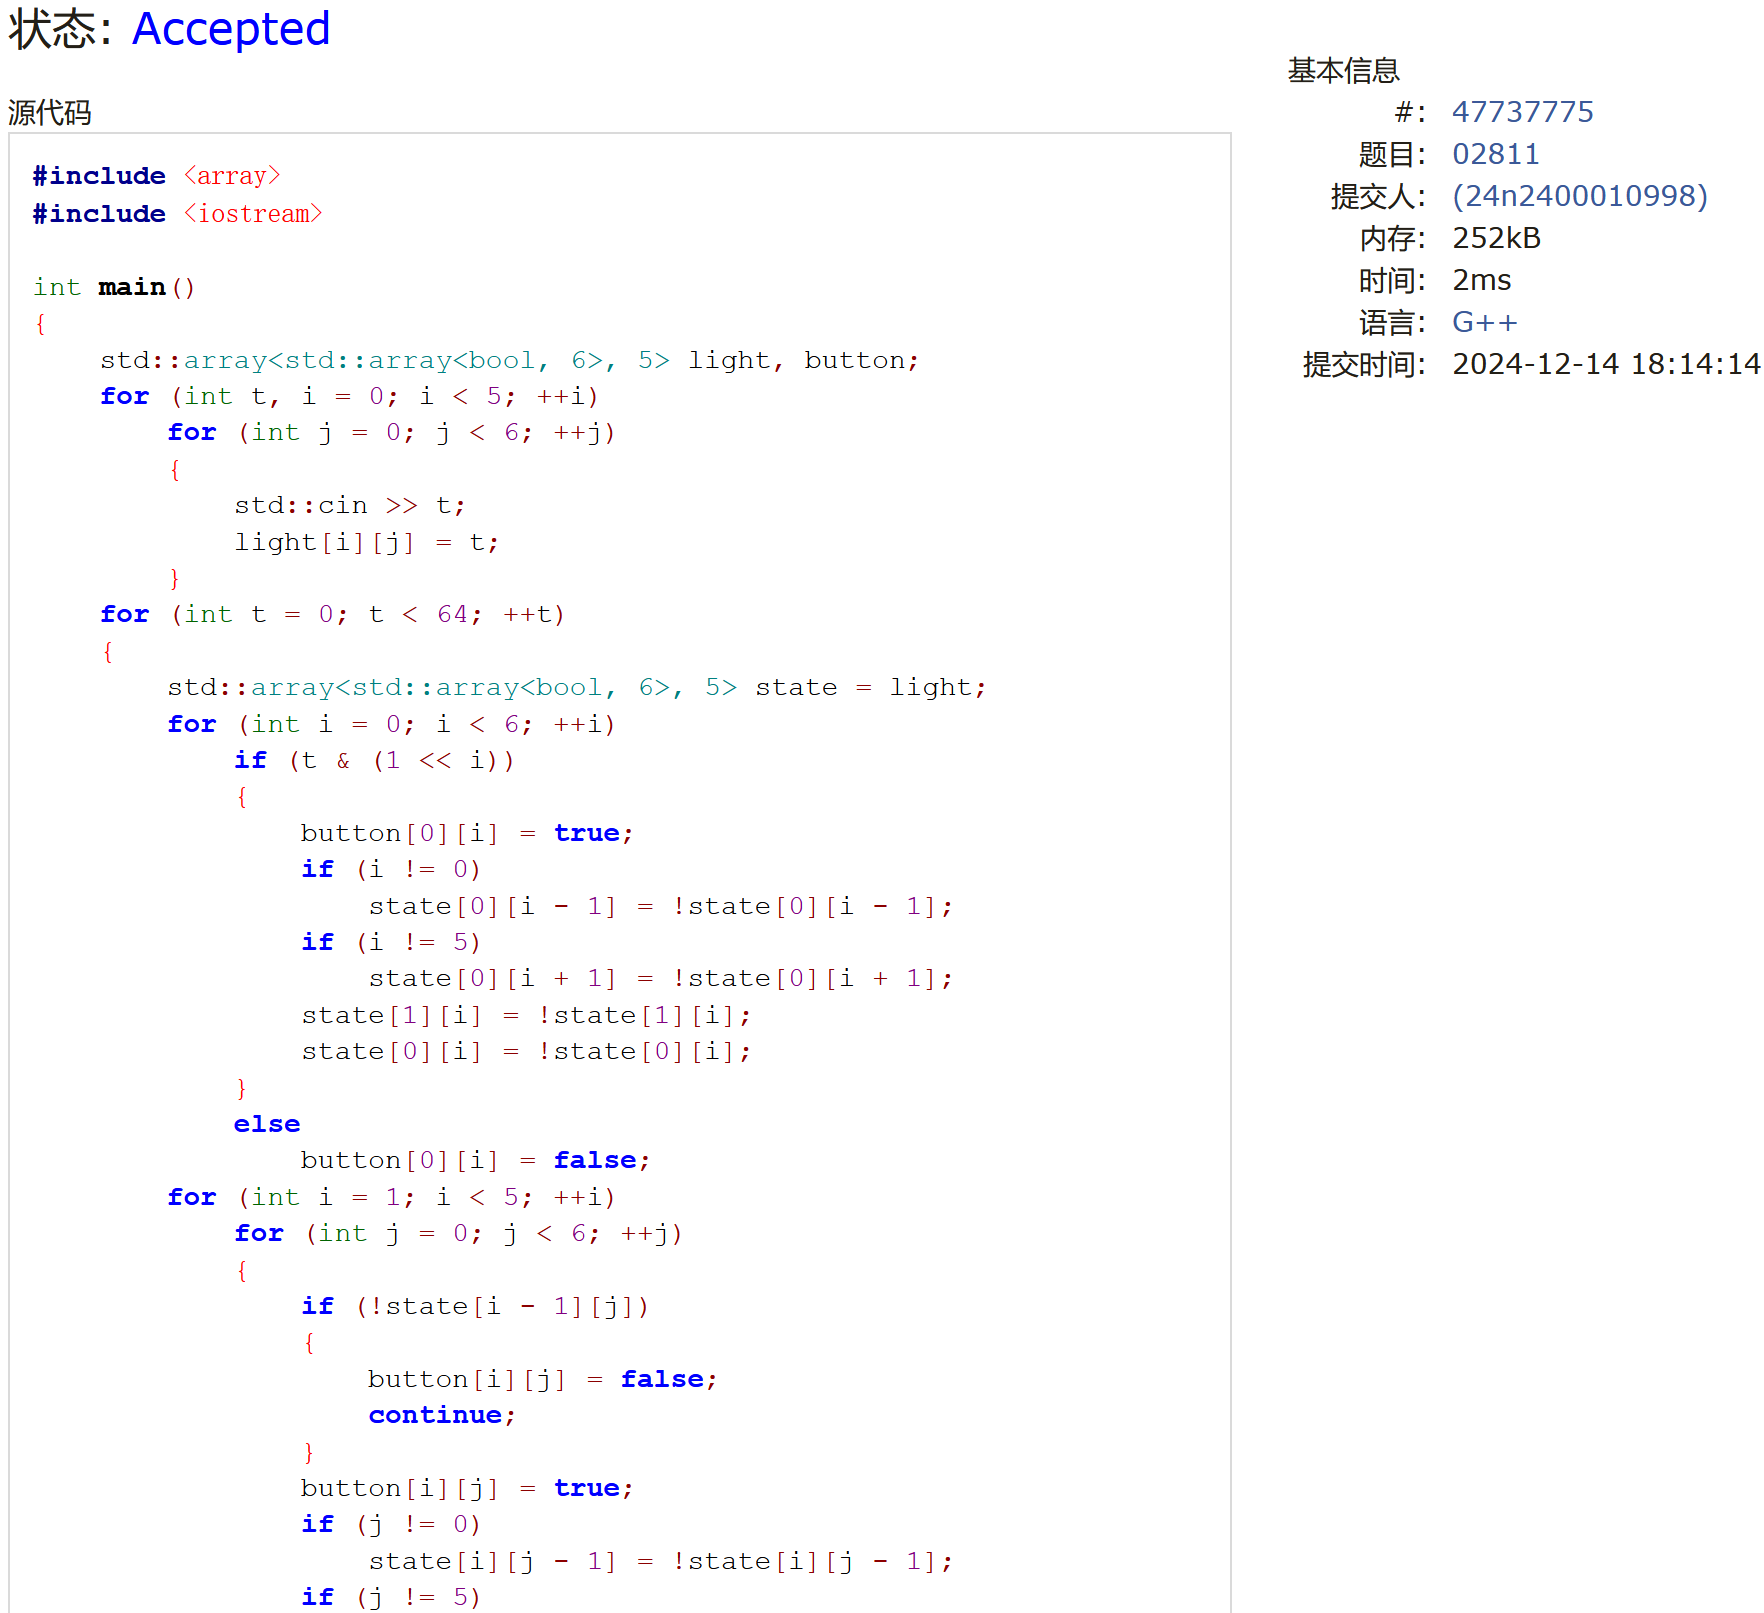 状态: Accepted
源代码
#include <array>
#include <iostream>

int main()
{
    std::array<std::array<bool, 6>, 5> light, button;
    for (int t, i = 0; i < 5; ++i)
        for (int j = 0; j < 6; ++j)
        {
            std::cin >> t;
            light[i][j] = t;
        }
    for (int t = 0; t < 64; ++t)
    {
        std::array<std::array<bool, 6>, 5> state = light;
        for (int i = 0; i < 6; ++i)
            if (t & (1 << i))
            {
                button[0][i] = true;
                if (i != 0)
                    state[0][i - 1] = !state[0][i - 1];
                if (i != 5)
                    state[0][i + 1] = !state[0][i + 1];
                state[1][i] = !state[1][i];
                state[0][i] = !state[0][i];
            }
            else
                button[0][i] = false;
        for (int i = 1; i < 5; ++i)
            for (int j = 0; j < 6; ++j)
            {
                if (!state[i - 1][j])
                {
                    button[i][j] = false;
                    continue;
                }
                button[i][j] = true;
                if (j != 0)
                    state[i][j - 1] = !state[i][j - 1];
                if (j != 5)
基本信息
#: 47737775
题目: 02811
提交人: (24n2400010998)
内存: 252kB
时间: 2ms
语言: G++
提交时间: 2024-12-14 18:14:14